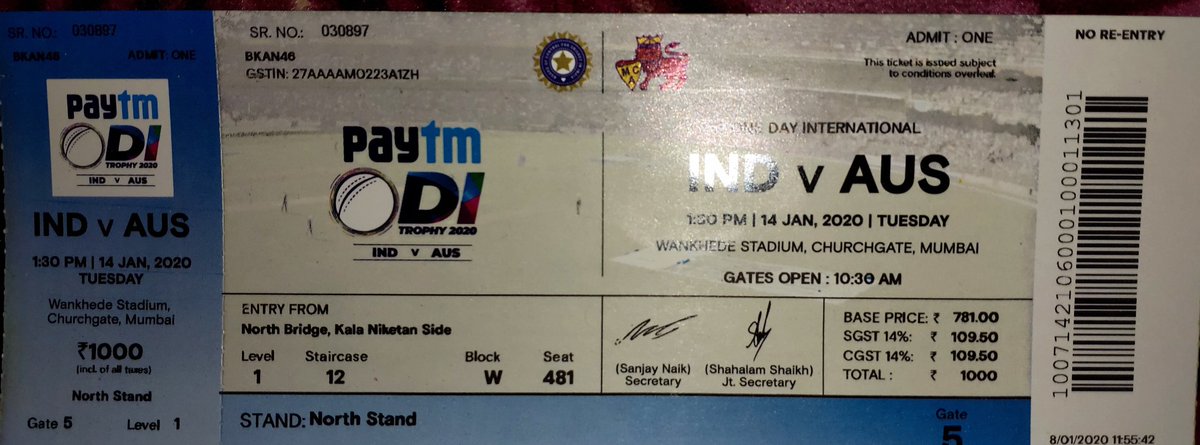 SR. NO.: 030897
BKAN46 ADMIT ONE
paytm
ODI
TROPHY 2020
IND V AUS
IND v AUS
1:30 PM | 14 JAN, 2020
TUESDAY
Wankhede Stadium,
Churchgate, Mumbai
₹1000
(incl. of all taxes)
North Stand
Gate 5 Level 1
SR. NO.: 030897
BKAN46
GSTIN: 27AAAAM0223A1ZH
MCA
ADMIT : ONE
This ticket is issued subject
to conditions overleaf.
paytm
ODI
TROPHY 2020
IND V AUS
ONE DAY INTERNATIONAL
IND v AUS
1:30 PM | 14 JAN, 2020 | TUESDAY
WANKHEDE STADIUM, CHURCHGATE, MUMBAI
GATES OPEN : 10:30 AM
ENTRY FROM
North Bridge, Kala Niketan Side
Level Staircase Block Seat
1 12 W 481
(Sanjay Naik) (Shahalam Shaikh)
Secretary Jt. Secretary
BASE PRICE: ₹ 781.00
SGST 14%: ₹ 109.50
CGST 14%: ₹ 109.50
TOTAL : ₹ 1000
STAND: North Stand
Gate
5
NO RE-ENTRY
10071421060001000011301
8/01/2020 11:55:42